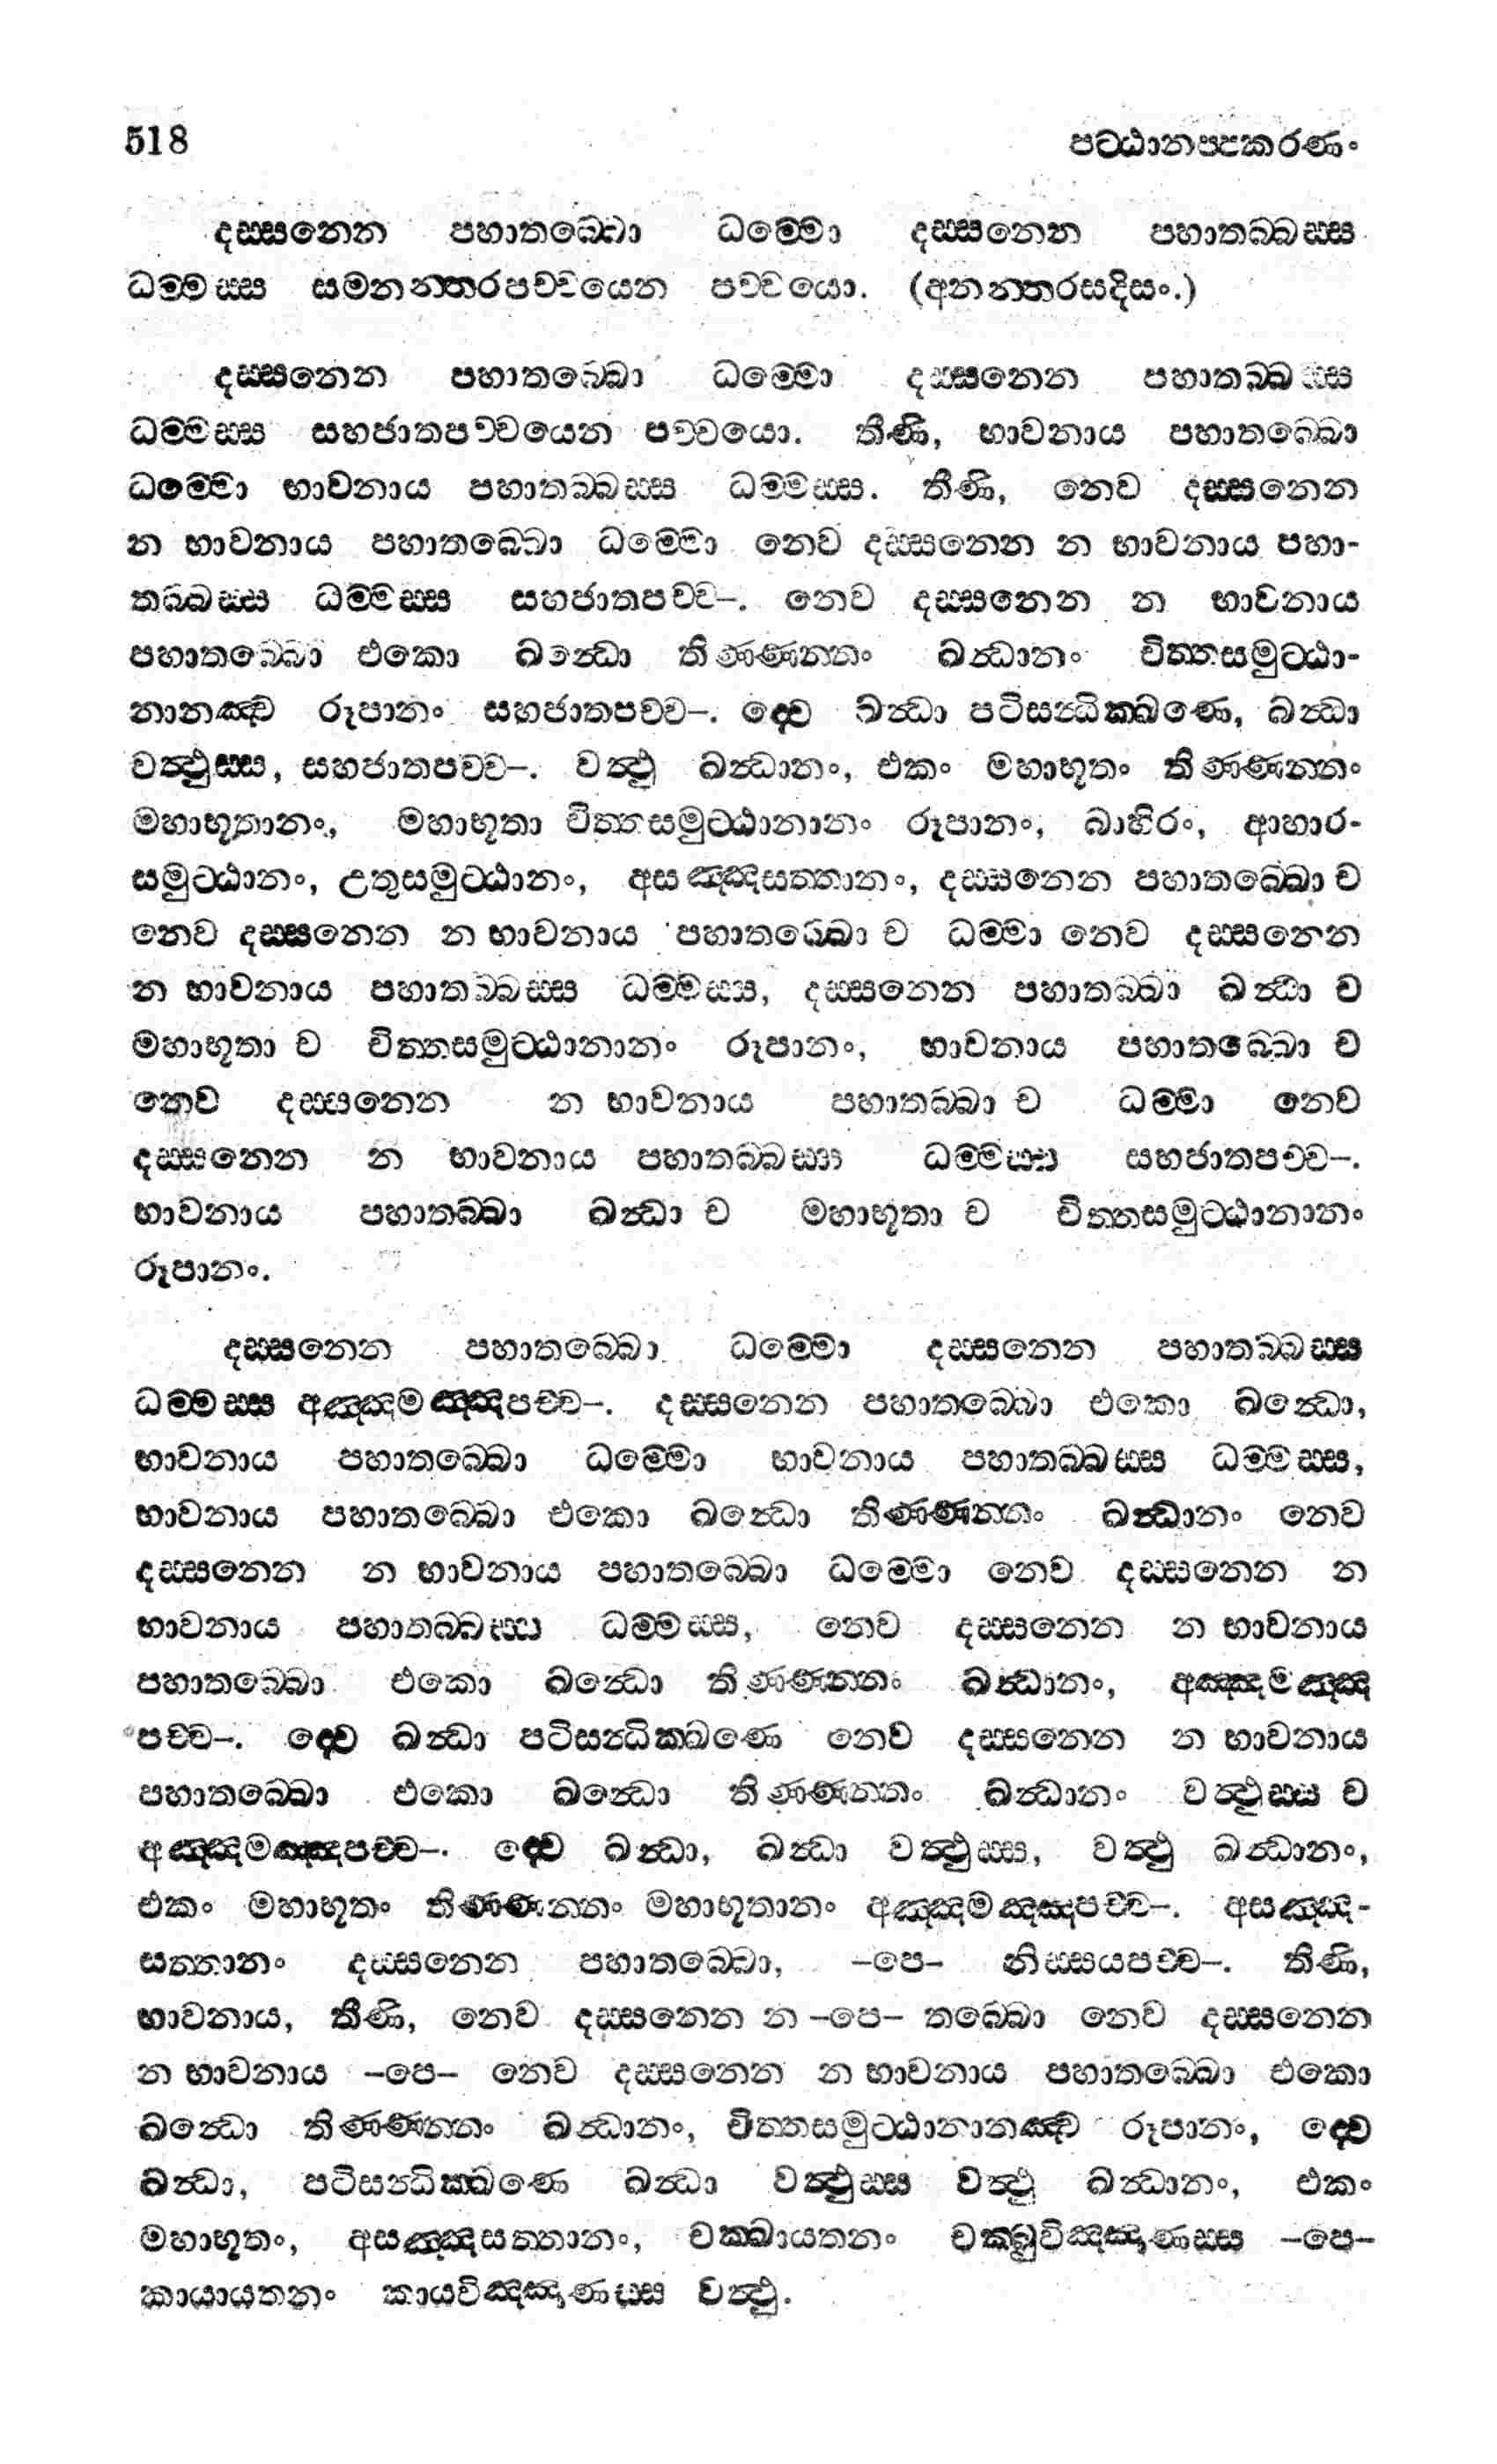 518 පට්ඨානප්පකරණං
දස්සනෙන පහාතබ්බො ධම්මො දස්සනෙන පහාතබ්බස්ස
ධම්මස්ස සමනන්තරපච්චයෙන පච්චයො. (අනන්තරසදිසං.)
දස්සනෙන පහාතබ්බො ධම්මො දස්සනෙන පහාතබ්බස්ස
ධම්මස්ස සහජාතපච්චයෙන පච්චයො. තීණි, භාවනාය පහාතබ්බො
ධම්මො භාවනාය පහාතබ්බස්ස ධම්මස්ස. තීණි, නෙව දස්සනෙන
න භාවනාය පහාතබ්බො ධම්මො නෙව දස්සනෙන න භාවනාය පහා-
තබ්බස්ස ධම්මස්ස සහජාතපච්ච–. නෙව දස්සනෙන න භාවනාය
පහාතබ්බො එකො ඛන්ධො තිණ්ණන්නං ඛන්ධානං චිත්තසමුට්ඨා-
නානඤ්ච රූපානං සහජාතපච්ච–. ද්වෙ ඛන්ධා පටිසන්ධික්ඛණෙ, ඛන්ධා
වත්ථුස්ස, සහජාතපච්ච–. වත්ථු ඛන්ධානං, එකං මහාභූතං තිණ්ණන්නං
මහාභූතානං, මහාභූතා චිත්තසමුට්ඨානානං රූපානං, බාහිරං, ආහාර-
සමුට්ඨානං, උතුසමුට්ඨානං, අසඤ්ඤසත්තානං, දස්සනෙන පහාතබ්බො ච
නෙව දස්සනෙන න භාවනාය පහාතබ්බො ච ධම්මා නෙව දස්සනෙන
න භාවනාය පහාතබ්බස්ස ධම්මස්ස, දස්සනෙන පහාතබ්බා ඛන්ධා ච
මහාභූතා ච චිත්තසමුට්ඨානානං රූපානං, භාවනාය පහාතබ්බො ච
නෙව දස්සනෙන න භාවනාය පහාතබ්බා ච ධම්මා නෙව
දස්සනෙන න භාවනාය පහාතබ්බස්ස ධම්මස්ස සහජාතපච්ච–.
භාවනාය පහාතබ්බා ඛන්ධා ච මහාභූතා ච චිත්තසමුට්ඨානානං
රූපානං.
දස්සනෙන පහාතබ්බො ධම්මො දස්සනෙන පහාතබ්බස්ස
ධම්මස්ස අඤ්ඤමඤ්ඤපච්ච–. දස්සනෙන පහාතබ්බො එකො ඛන්ධො,
භාවනාය පහාතබ්බො ධම්මො භාවනාය පහාතබ්බස්ස ධම්මස්ස,
භාවනාය පහාතබ්බො එකො ඛන්ධො තිණ්ණන්නං ඛන්ධානං නෙව
දස්සනෙන න භාවනාය පහාතබ්බො ධම්මො නෙව දස්සනෙන න
භාවනාය පහාතබ්බස්ස ධම්මස්ස, නෙව දස්සනෙන න භාවනාය
පහාතබ්බො එකො ඛන්ධො තිණ්ණන්නං ඛන්ධානං, අඤ්ඤමඤ්ඤ
පච්ච–. ද්වෙ ඛන්ධා පටිසන්ධික්ඛණෙ නෙව දස්සනෙන න භාවනාය
පහාතබ්බො එකො ඛන්ධො තිණ්ණන්නං ඛන්ධානං වත්ථුස්ස ච
අඤ්ඤමඤ්ඤපච්ච–. ද්වෙ ඛන්ධා, ඛන්ධා වත්ථුස්ස, වත්ථු ඛන්ධානං,
එකං මහාභූතං තිණ්ණන්නං මහාභූතානං අඤ්ඤමඤ්ඤපච්ච–. අසඤ්ඤ-
සත්තානං දස්සනෙන පහාතබ්බො, –පෙ– නිස්සයපච්ච–. තිණි,
භාවනාය, තීණි, නෙව දස්සනෙන න –පෙ– තබ්බො නෙව දස්සනෙන
න භාවනාය –පෙ– නෙව දස්සනෙන න භාවනාය පහාතබ්බො එකො
ඛන්ධො තිණ්ණන්නං ඛන්ධානං, චිත්තසමුට්ඨානානඤ්ච රූපානං, ද්වෙ
ඛන්ධා, පටිසන්ධික්ඛණෙ ඛන්ධා වත්ථුස්ස වත්ථු ඛන්ධානං, එකං
මහාභූතං, අසඤ්ඤසත්තානං, චක්ඛායතනං චක්ඛුවිඤ්ඤාණස්ස –පෙ–
කායායතනං කායවිඤ්ඤාණස්ස වත්ථු.